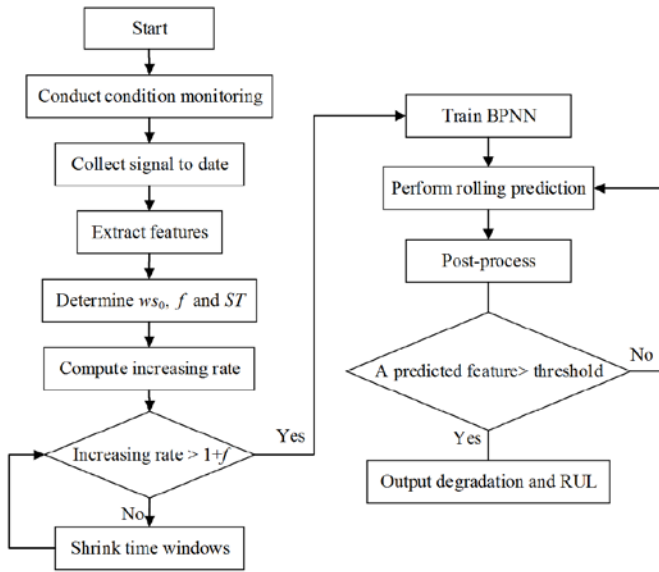 Start
Conduct condition monitoring
Collect signal to date
Extract features
Determine ws₀, f and ST
Compute increasing rate
Increasing rate > 1+f
Yes
No
Shrink time windows
Train BPNN
Perform rolling prediction
Post-process
A predicted feature> threshold
No
Yes
Output degradation and RUL